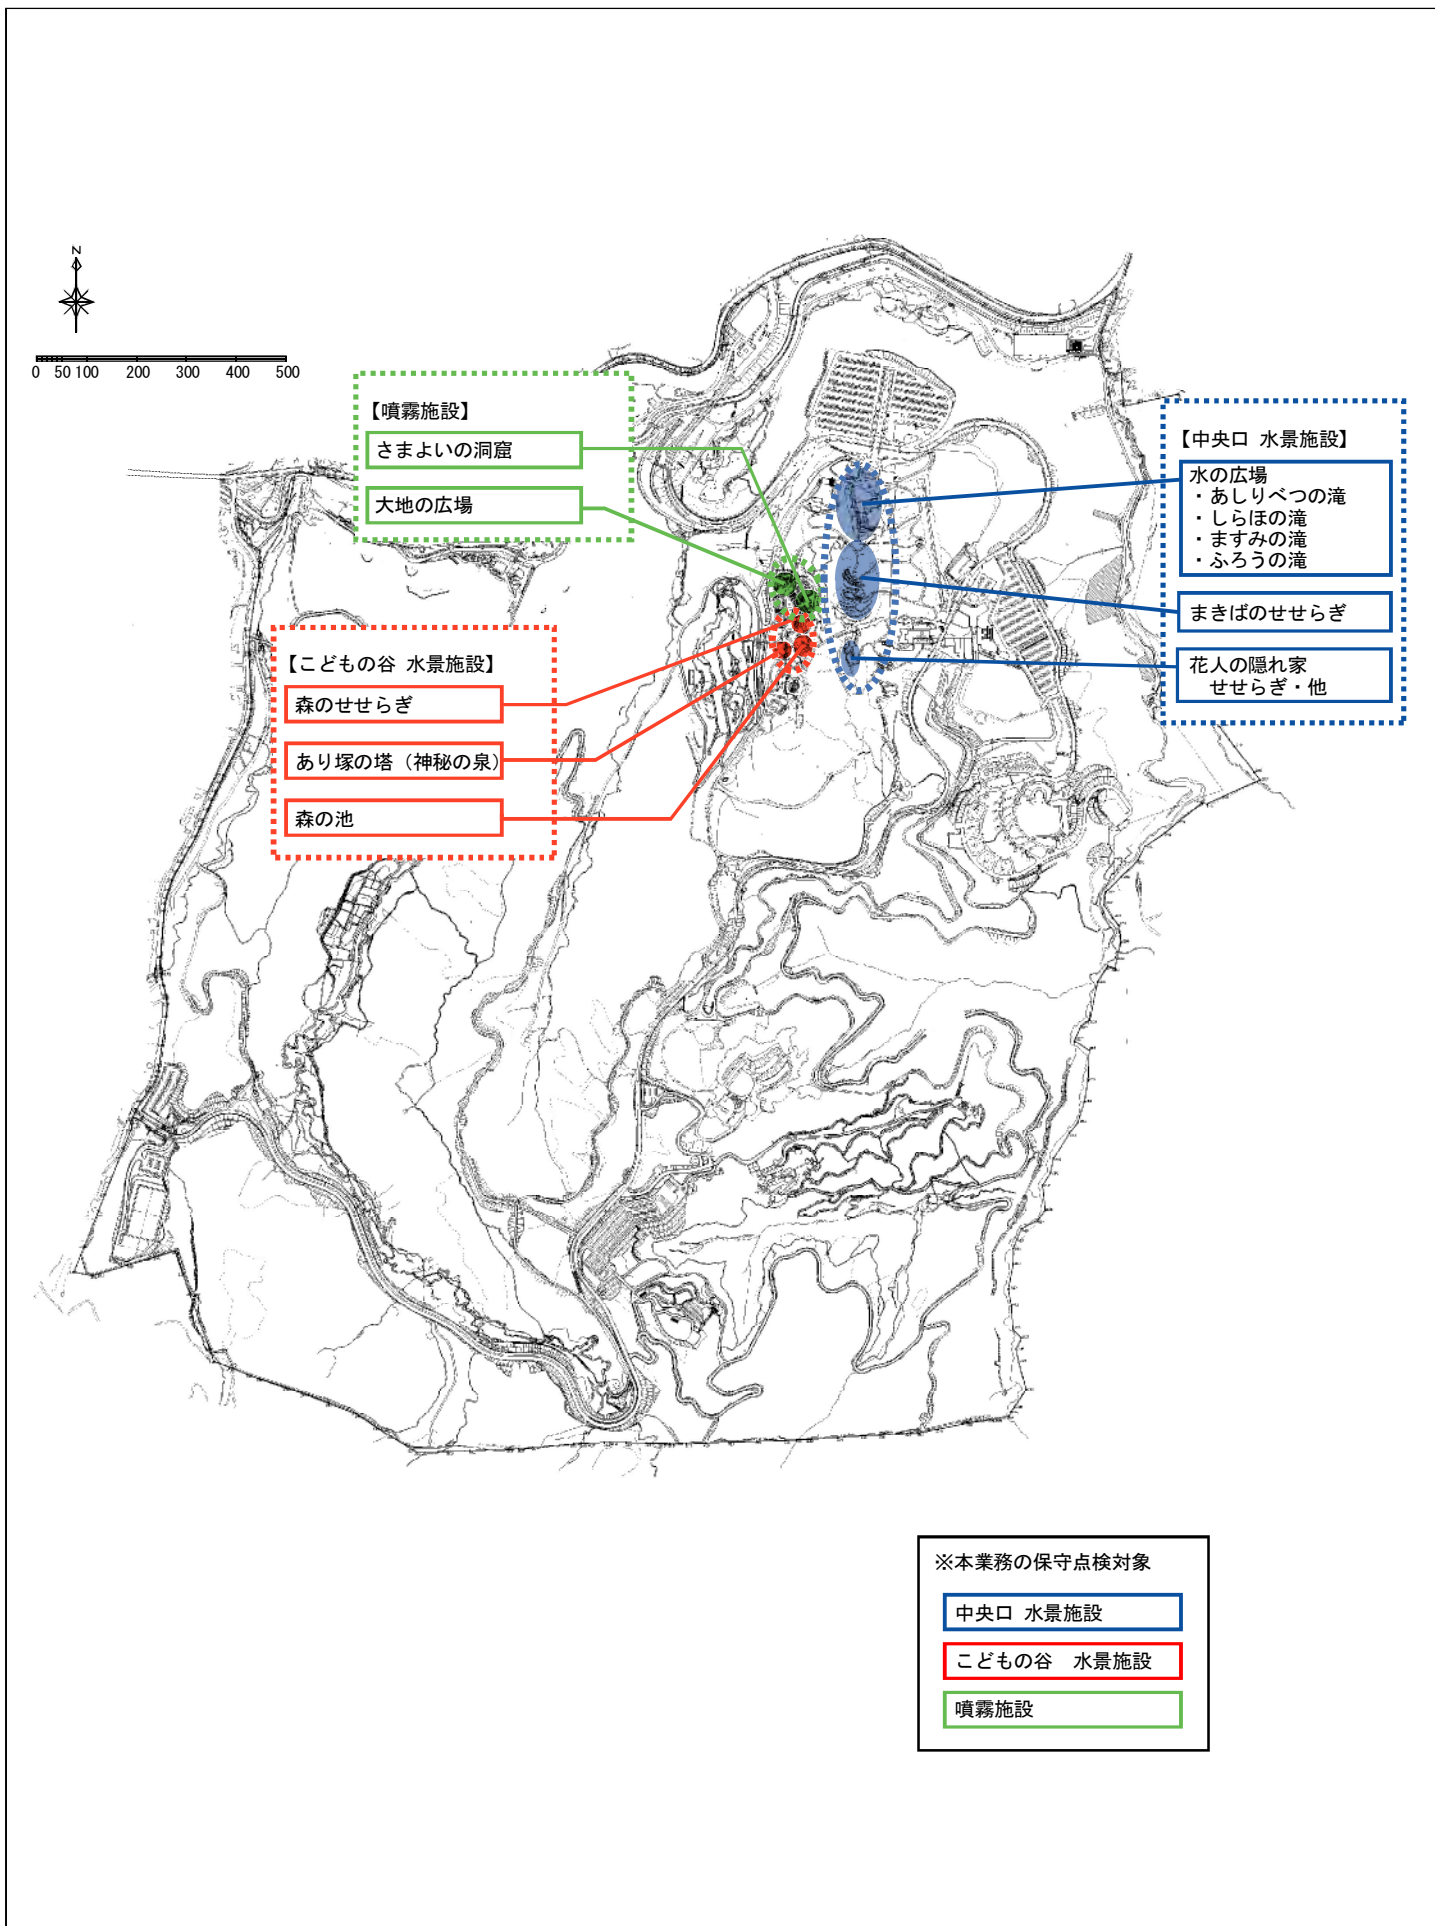 N
0 50 100 200 300 400 500
【噴霧施設】
さまよいの洞窟
大地の広場
【中央口 水景施設】
水の広場
・あしりべつの滝
・しらほの滝
・ますみの滝
・ふろうの滝
まきばのせせらぎ
花人の隠れ家
せせらぎ・他
【こどもの谷 水景施設】
森のせせらぎ
あり塚の塔（神秘の泉）
森の池
※本業務の保守点検対象
中央口 水景施設
こどもの谷　水景施設
噴霧施設